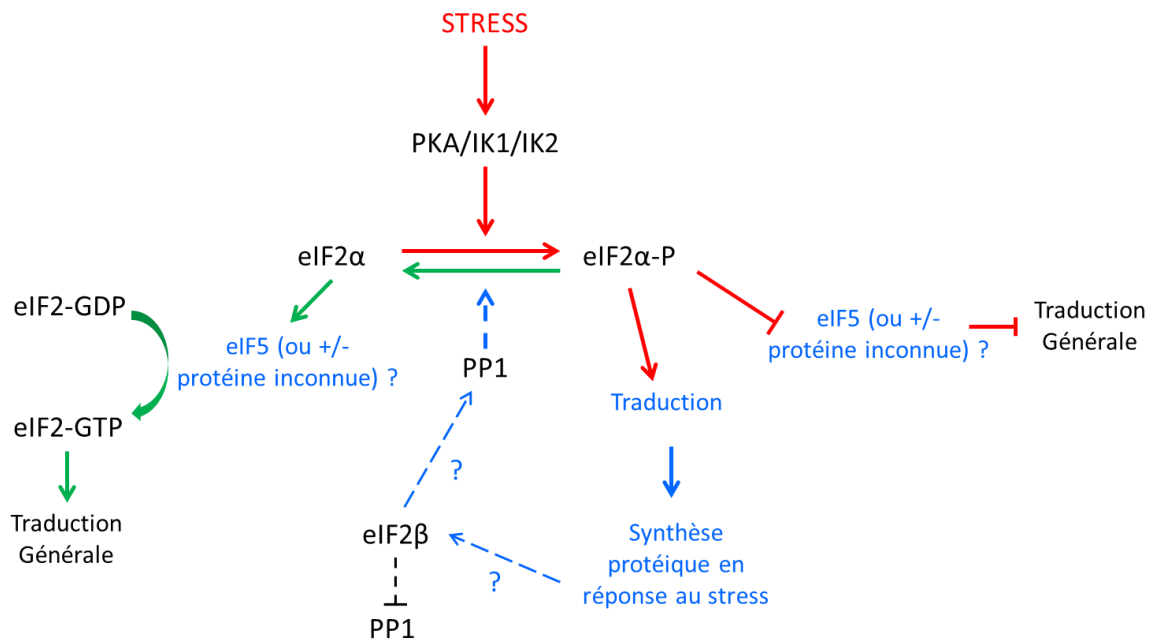 STRESS
PKA/IK1/IK2
eIF2α
eIF2α-P
eIF2-GDP
eIF5 (ou +/-
protéine inconnue) ?
PP1
eIF5 (ou +/-
protéine inconnue) ?
Traduction
Générale
eIF2-GTP
Traduction
?
Traduction
Générale
eIF2β
?
Synthèse
protéique en
réponse au stress
PP1